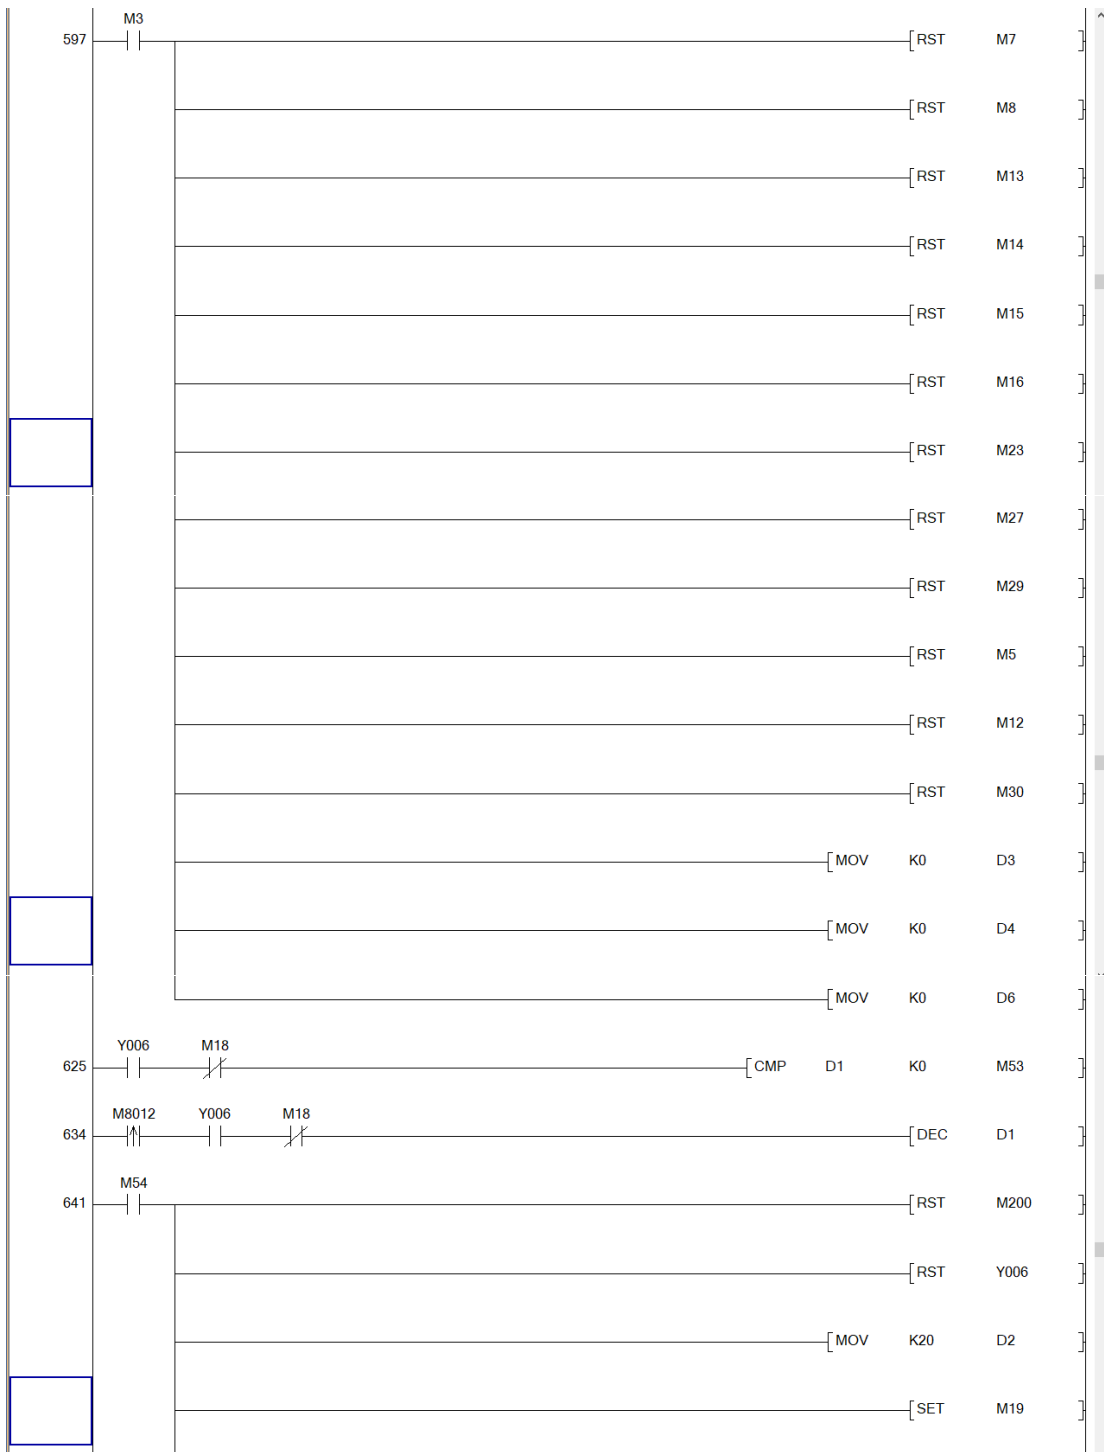 M3
597 RST M7
RST M8
RST M13
RST M14
RST M15
RST M16
RST M23
RST M27
RST M29
RST M5
RST M12
RST M30
MOV K0 D3
MOV K0 D4
MOV K0 D6
Y006 M18
625 CMP D1 K0 M53
M8012 Y006 M18
634 DEC D1
M54
641 RST M200
RST Y006
MOV K20 D2
SET M19